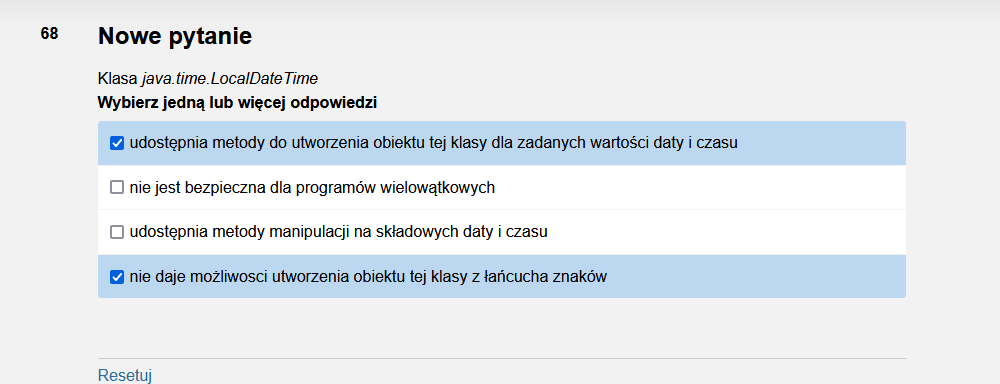 68
Nowe pytanie
Klasa java.time.LocalDateTime
Wybierz jedną lub więcej odpowiedzi
udostępnia metody do utworzenia obiektu tej klasy dla zadanych wartości daty i czasu
nie jest bezpieczna dla programów wielowątkowych
udostępnia metody manipulacji na składowych daty i czasu
nie daje możliwosci utworzenia obiektu tej klasy z łańcucha znaków
Resetuj